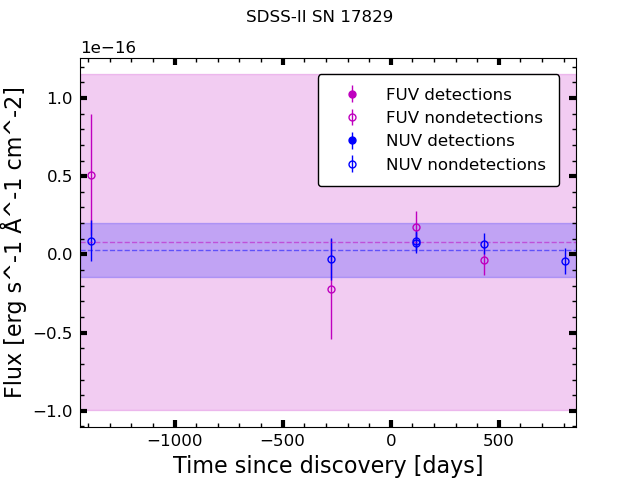 SDSS-II SN 17829
1e−16
FUV detections
FUV nondetections
NUV detections
NUV nondetections
1.0
0.5
0.0
−0.5
−1.0
Flux [erg s^-1 Å^-1 cm^-2]
−1000 −500 0 500
Time since discovery [days]